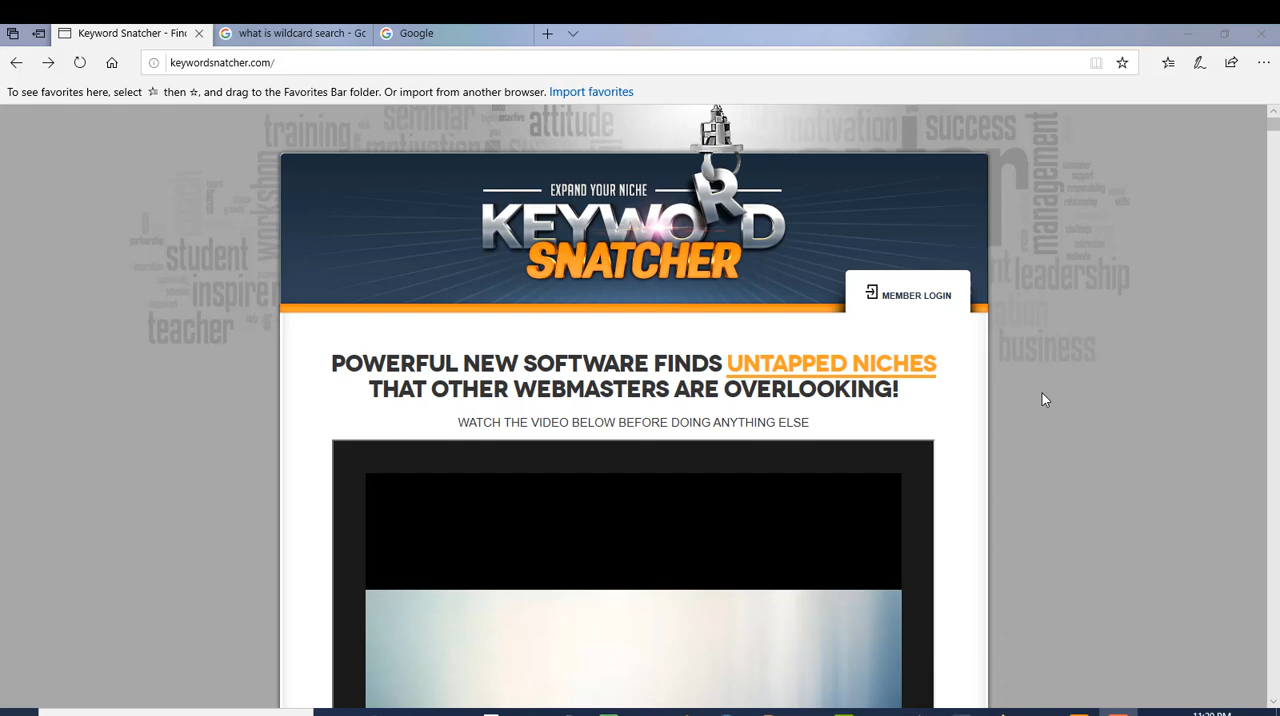 Keyword Snatcher - Finc
what is wildcard search - Go
Google
keywordsnatcher.com/
To see favorites here, select ☆ then ☆, and drag to the Favorites Bar folder. Or import from another browser. Import favorites
training
seminar
attitude
motivation
success
management
workshop
student
inspire
teacher
leadership
business
EXPAND YOUR NICHE
KEYWORD
SNATCHER
MEMBER LOGIN
POWERFUL NEW SOFTWARE FINDS UNTAPPED NICHES
THAT OTHER WEBMASTERS ARE OVERLOOKING!
WATCH THE VIDEO BELOW BEFORE DOING ANYTHING ELSE